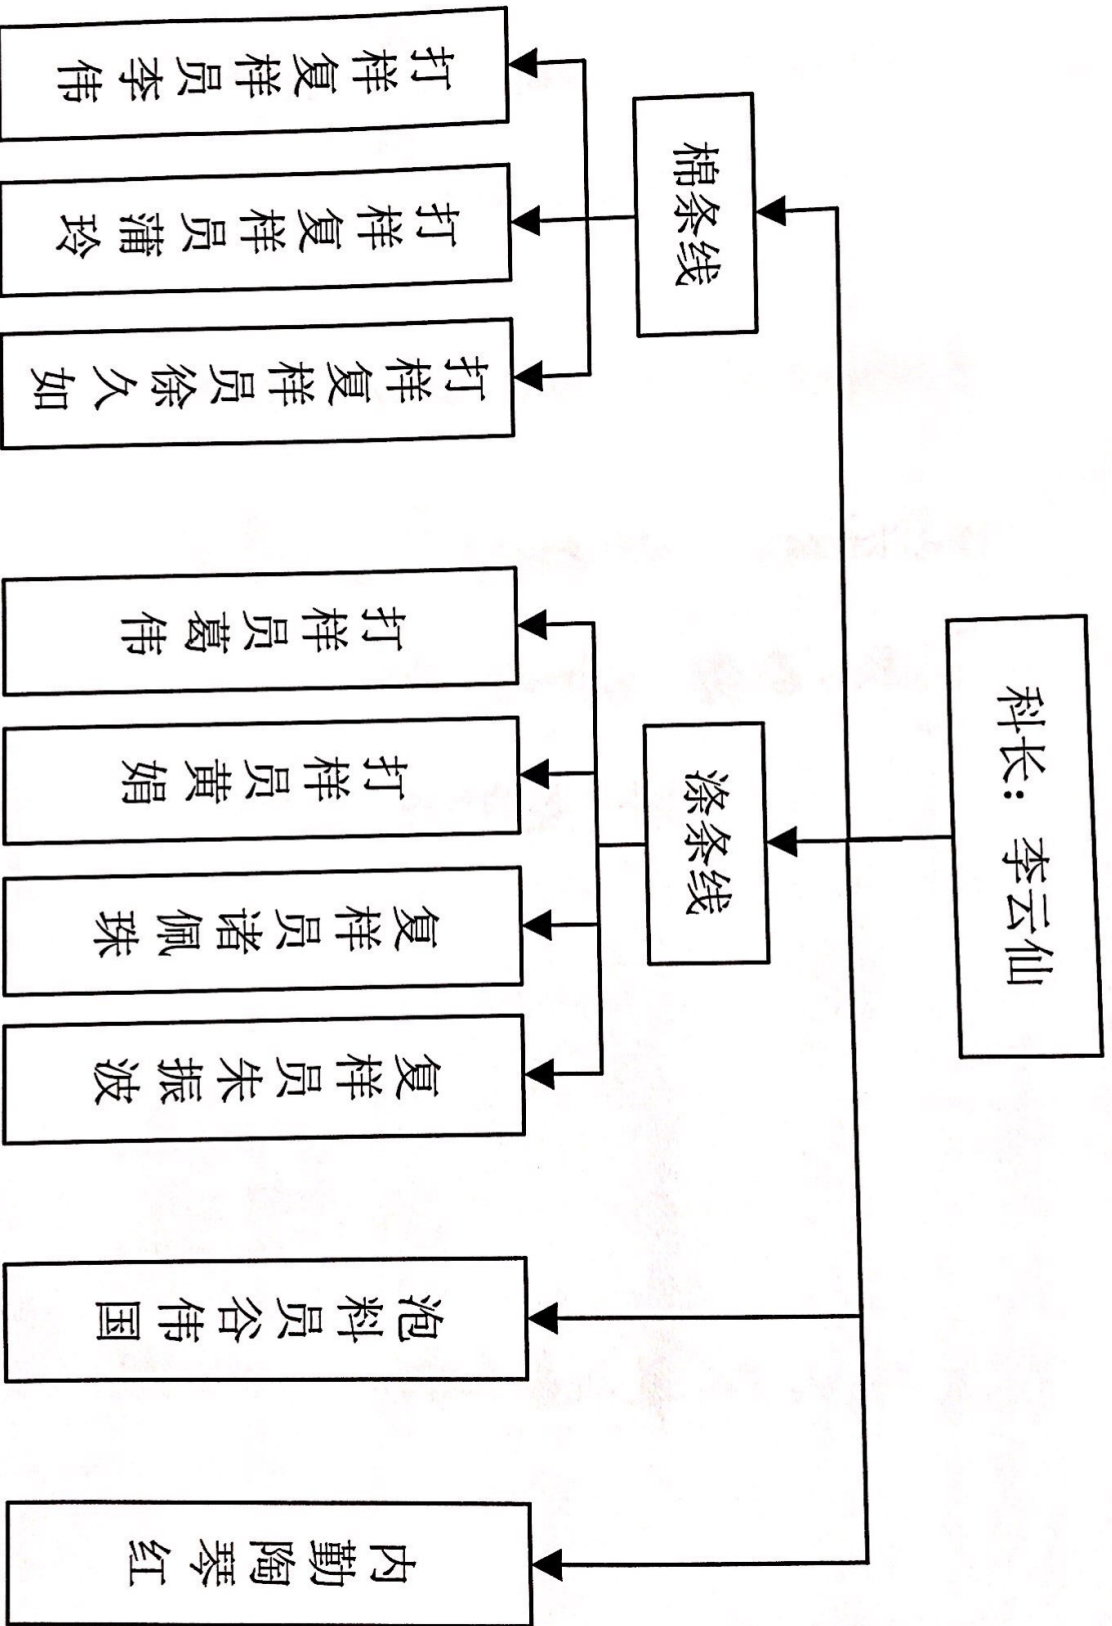 科长：李云仙
棉条线
涤条线
打样复样员李伟
打样复样员蒲玲
打样复样员徐久如
打样员葛伟
打样员黄娟
复样员诸佩珠
复样员朱振波
泡料员谷伟国
内勤陶琴红